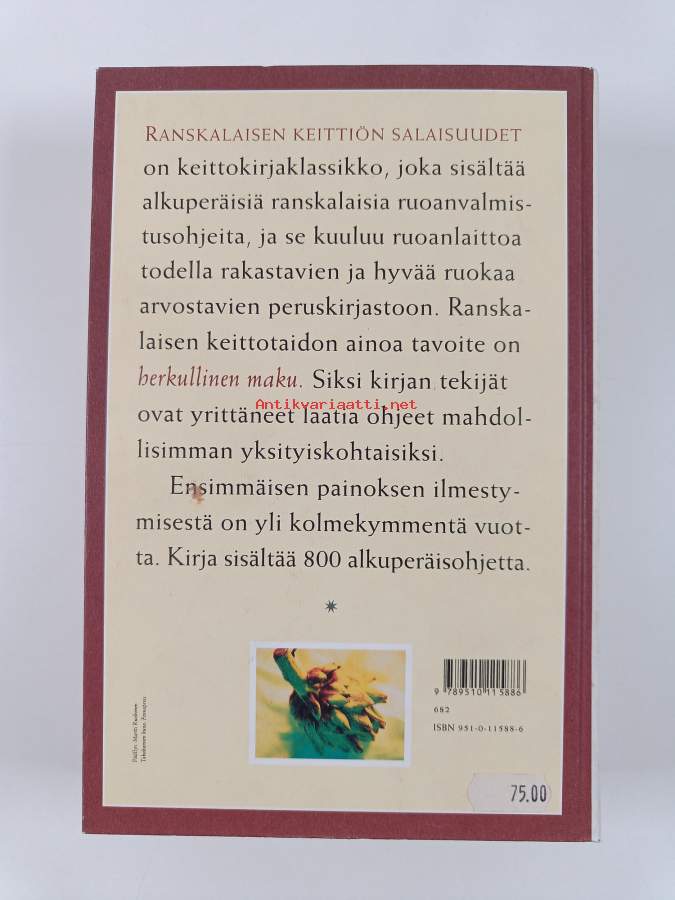 RANSKALAISEN KEITTIÖN SALAISUUDET
on keittokirjaklassikko, joka sisältää
alkuperäisiä ranskalaisia ruoanvalmis-
tusohjeita, ja se kuuluu ruoanlaittoa
todella rakastavien ja hyvää ruokaa
arvostavien peruskirjastoon. Ranska-
laisen keittotaidon ainoa tavoite on
herkullinen maku. Siksi kirjan tekijät
Antikvariaatti.net
ovat yrittäneet laatia ohjeet mahdol-
lisimman yksityiskohtaisiksi.
Ensimmäisen painoksen ilmesty-
misestä on yli kolmekymmentä vuot-
ta. Kirja sisältää 800 alkuperäisohjetta.
9 789510 115886
682
ISBN 951-0-11588-6
75.00